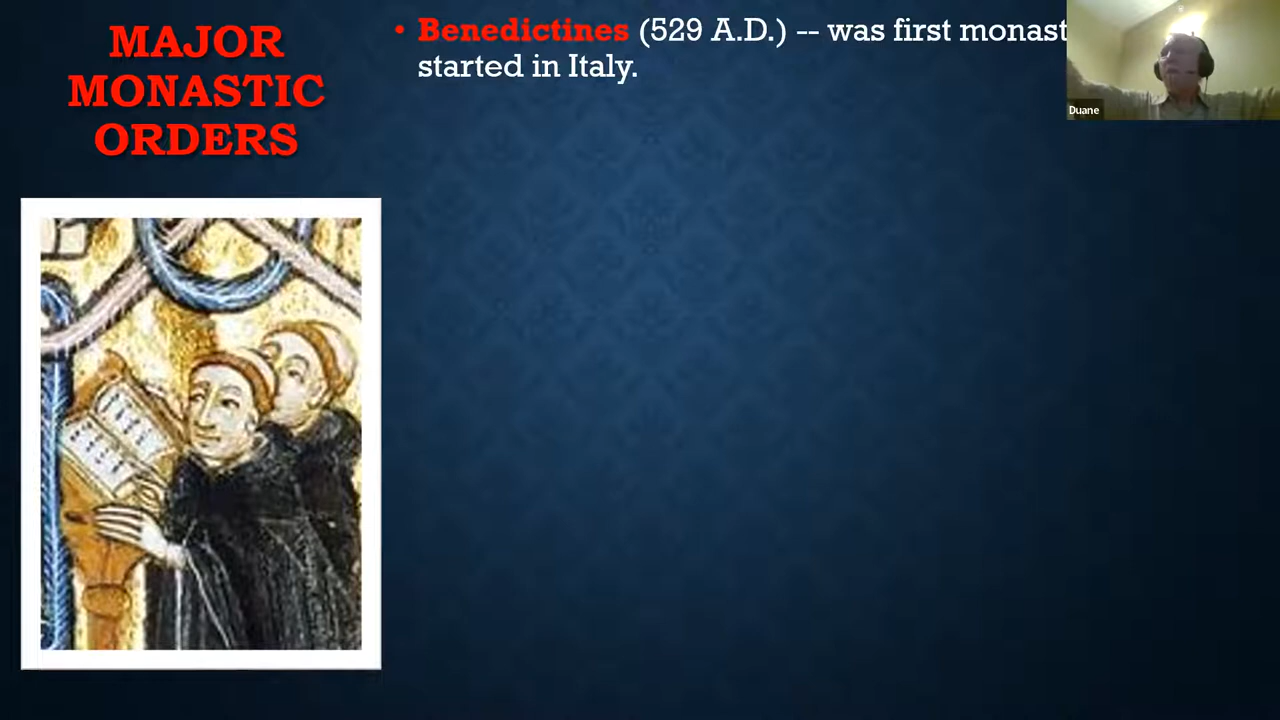 MAJOR
MONASTIC
ORDERS
• Benedictines (529 A.D.) -- was first monast
started in Italy.
Duane